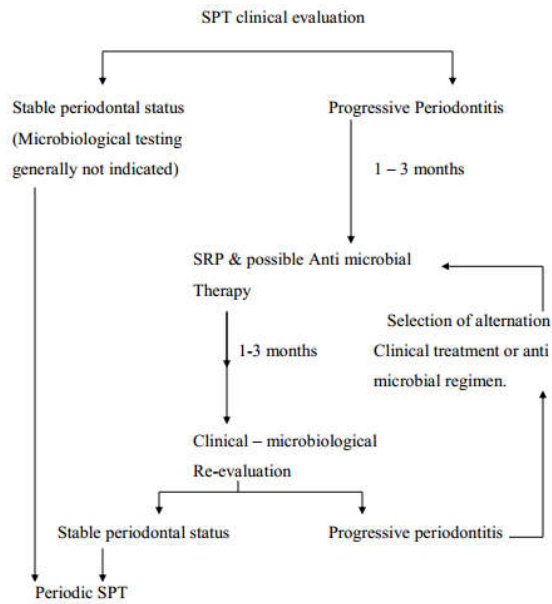 SPT clinical evaluation
Stable periodontal status
(Microbiological testing
generally not indicated)
Progressive Periodontitis
1 – 3 months
SRP & possible Anti microbial
Therapy
Selection of alternation
Clinical treatment or anti
microbial regimen.
1-3 months
Clinical – microbiological
Re-evaluation
Stable periodontal status
Progressive periodontitis
Periodic SPT